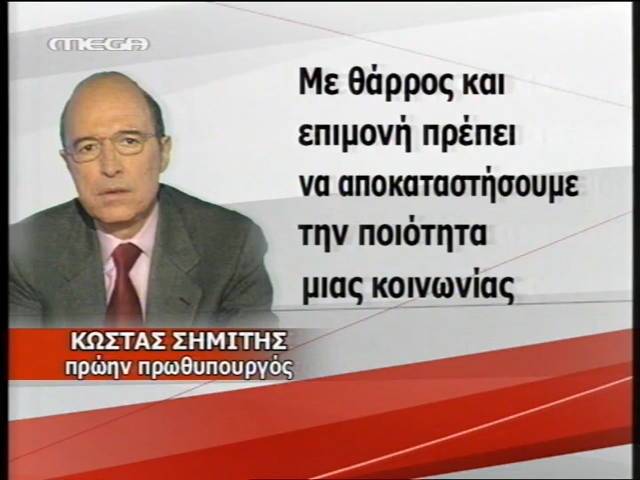 MEGA
Με θάρρος και
επιμονή πρέπει
να αποκαταστήσουμε
την ποιότητα
μιας κοινωνίας
ΚΩΣΤΑΣ ΣΗΜΙΤΗΣ
πρώην πρωθυπουργός